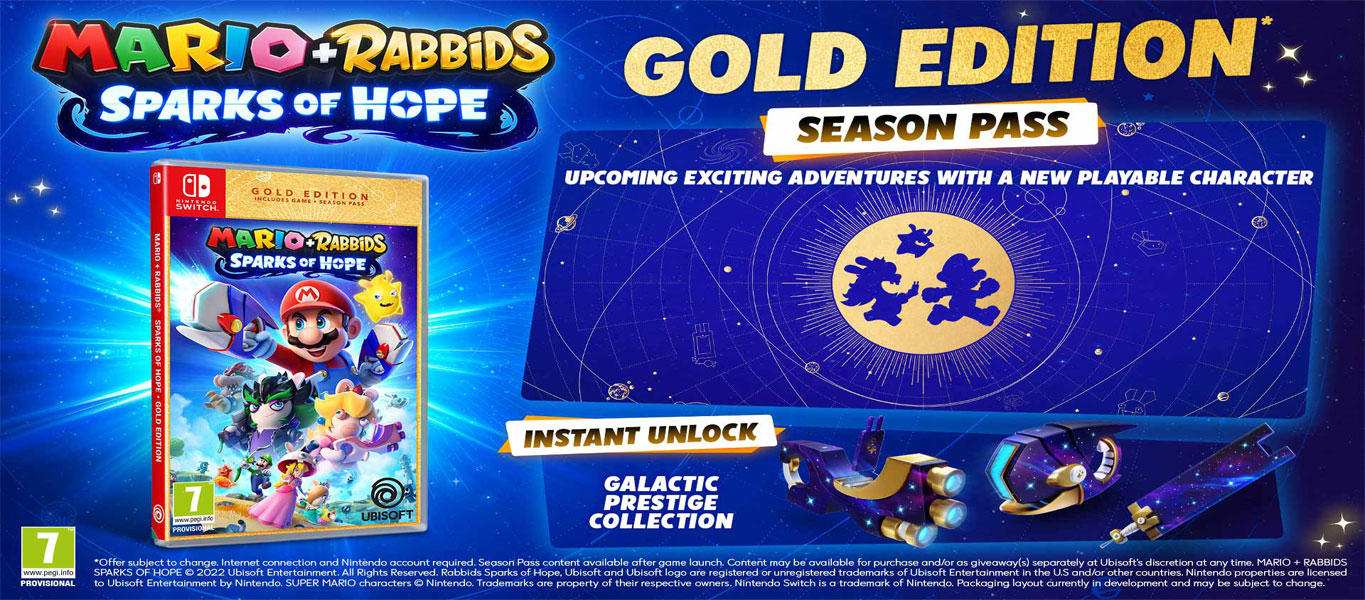 MARIO + RABBIDS
SPARKS OF HOPE
GOLD EDITION*
SEASON PASS
UPCOMING EXCITING ADVENTURES WITH A NEW PLAYABLE CHARACTER
NINTENDO
SWITCH
GOLD EDITION
INCLUDES GAME + SEASON PASS
MARIO + RABBIDS
SPARKS OF HOPE
MARIO + RABBIDS® SPARKS OF HOPE • GOLD EDITION
M
7
www.pegi.info
PROVISIONAL
UBISOFT
INSTANT UNLOCK
GALACTIC
PRESTIGE
COLLECTION
7
www.pegi.info
PROVISIONAL
*Offer subject to change. Internet connection and Nintendo account required. Season Pass content available after game launch. Content may be available for purchase and/or as giveaway(s) separately at Ubisoft's discretion at any time. MARIO + RABBIDS
SPARKS OF HOPE © 2022 Ubisoft Entertainment. All Rights Reserved. Rabbids Sparks of Hope, Ubisoft and Ubisoft logo are registered or unregistered trademarks of Ubisoft Entertainment in the U.S and/or other countries. Nintendo properties are licensed
to Ubisoft Entertainment by Nintendo. SUPER MARIO characters © Nintendo. Trademarks are property of their respective owners. Nintendo Switch is a trademark of Nintendo. Packaging layout currently in development and may be subject to change.